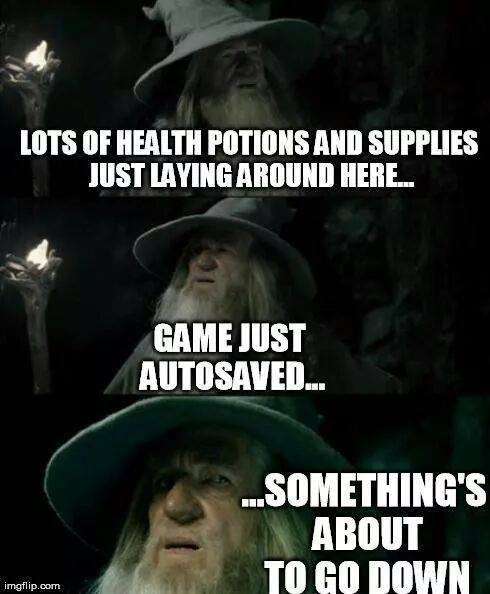 LOTS OF HEALTH POTIONS AND SUPPLIES
JUST LAYING AROUND HERE...
GAME JUST
AUTOSAVED...
...SOMETHING'S
ABOUT
TO GO DOWN
imgflip.com